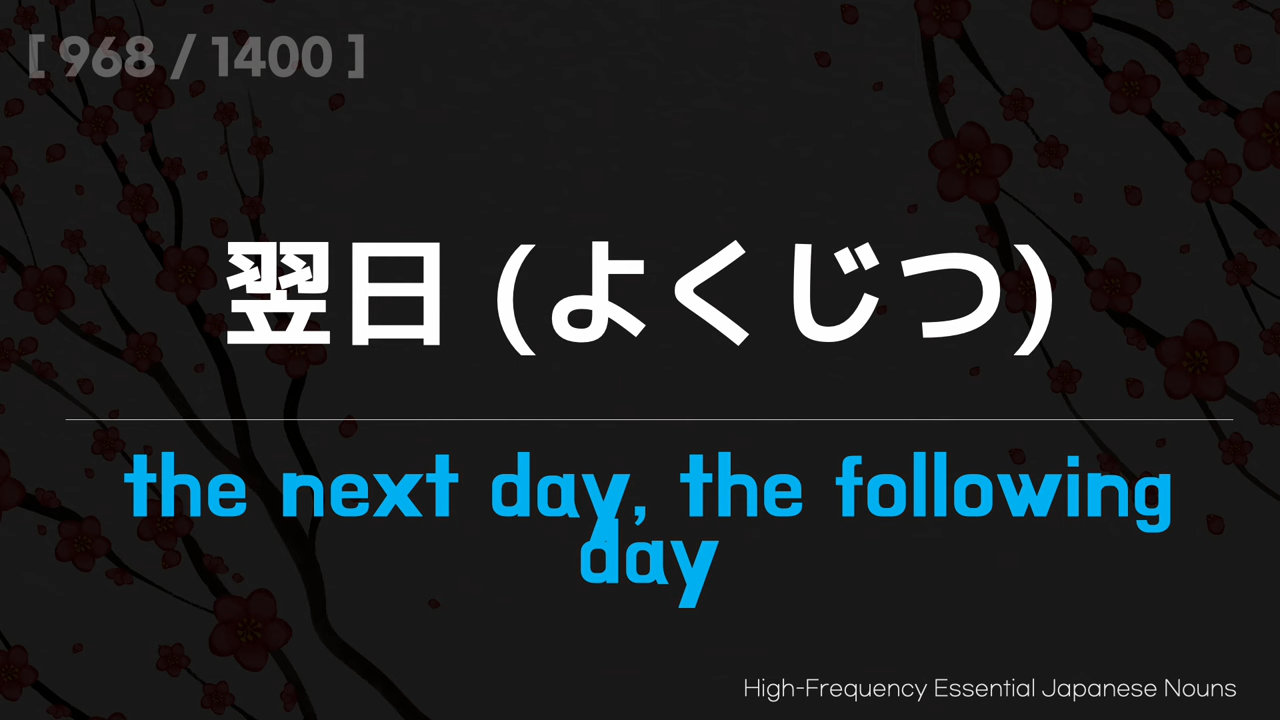 [ 968 / 1400 ]
翌日 (よくじつ)
the next day, the following
day
High-Frequency Essential Japanese Nouns